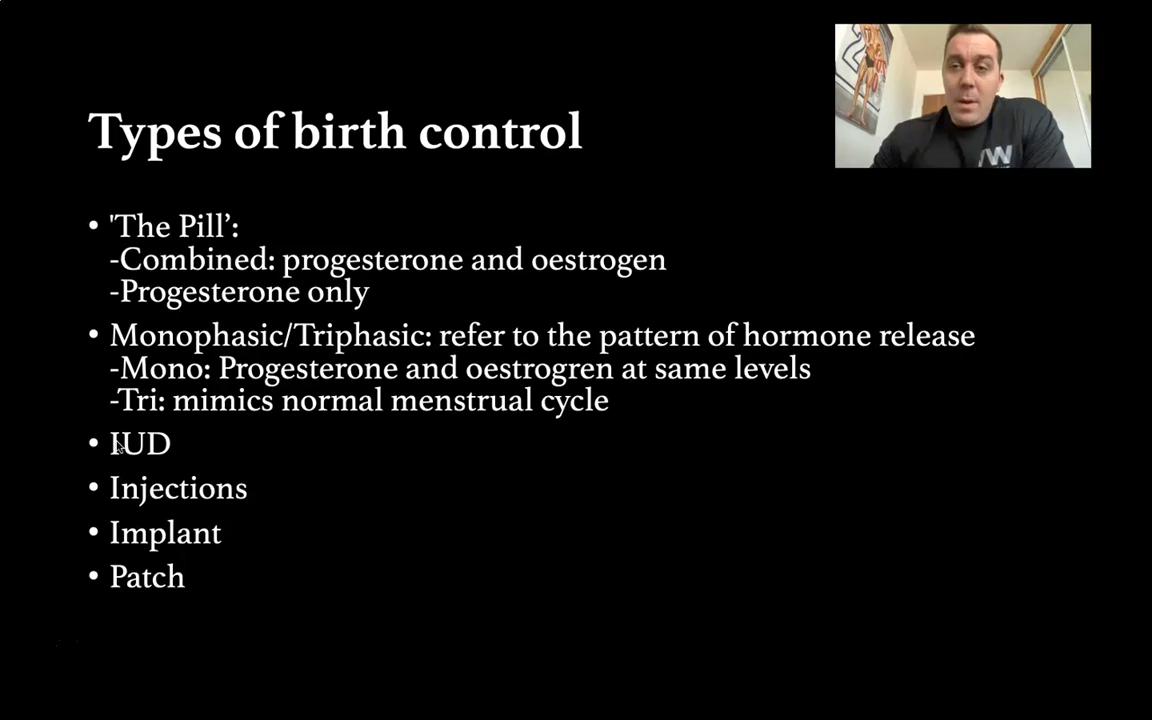 Types of birth control
• 'The Pill’:
-Combined: progesterone and oestrogen
-Progesterone only
• Monophasic/Triphasic: refer to the pattern of hormone release
-Mono: Progesterone and oestrogren at same levels
-Tri: mimics normal menstrual cycle
• IUD
• Injections
• Implant
• Patch